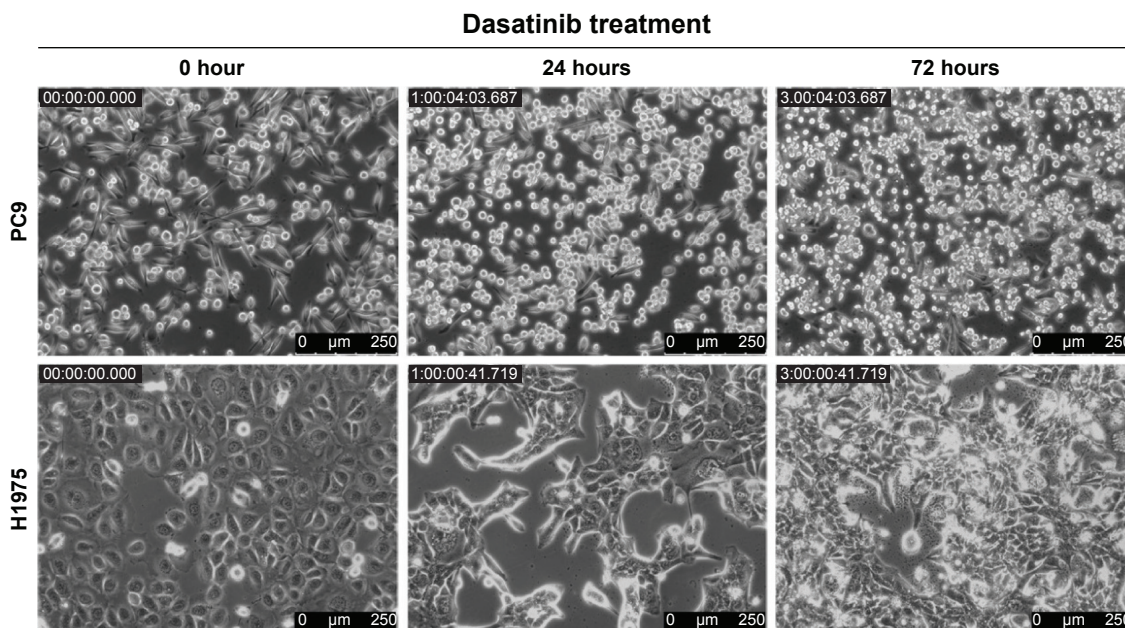 Dasatinib treatment
0 hour 24 hours 72 hours
PC9
00:00:00.000 1:00:04:03.687 3.00:04:03.687
0 μm 250 0 μm 250 0 μm 250
H1975
00:00:00.000 1:00:00:41.719 3:00:00:41.719
0 μm 250 0 μm 250 0 μm 250